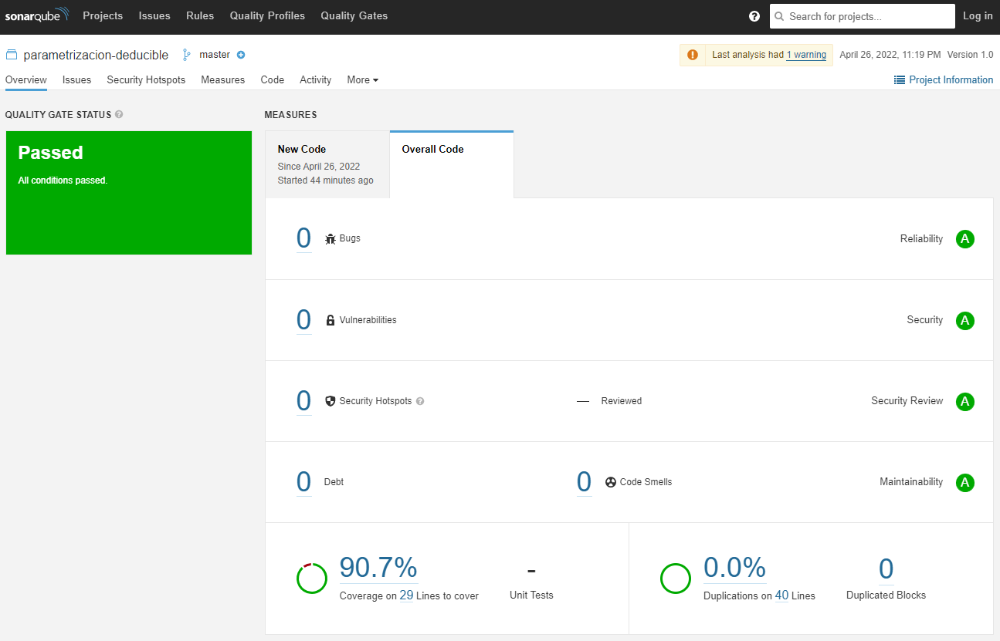 sonarqube Projects Issues Rules Quality Profiles Quality Gates ? Search for projects... Log in
parametrizacion-deducible master Last analysis had 1 warning April 26, 2022, 11:19 PM Version 1.0
Overview Issues Security Hotspots Measures Code Activity More Project Information
QUALITY GATE STATUS ?
Passed
All conditions passed.
MEASURES
New Code
Since April 26, 2022
Started 44 minutes ago
Overall Code
0 Bugs Reliability A
0 Vulnerabilities Security A
0 Security Hotspots ? — Reviewed Security Review A
0 Debt 0 Code Smells Maintainability A
90.7%
Coverage on 29 Lines to cover
-
Unit Tests
0.0%
Duplications on 40 Lines
0
Duplicated Blocks